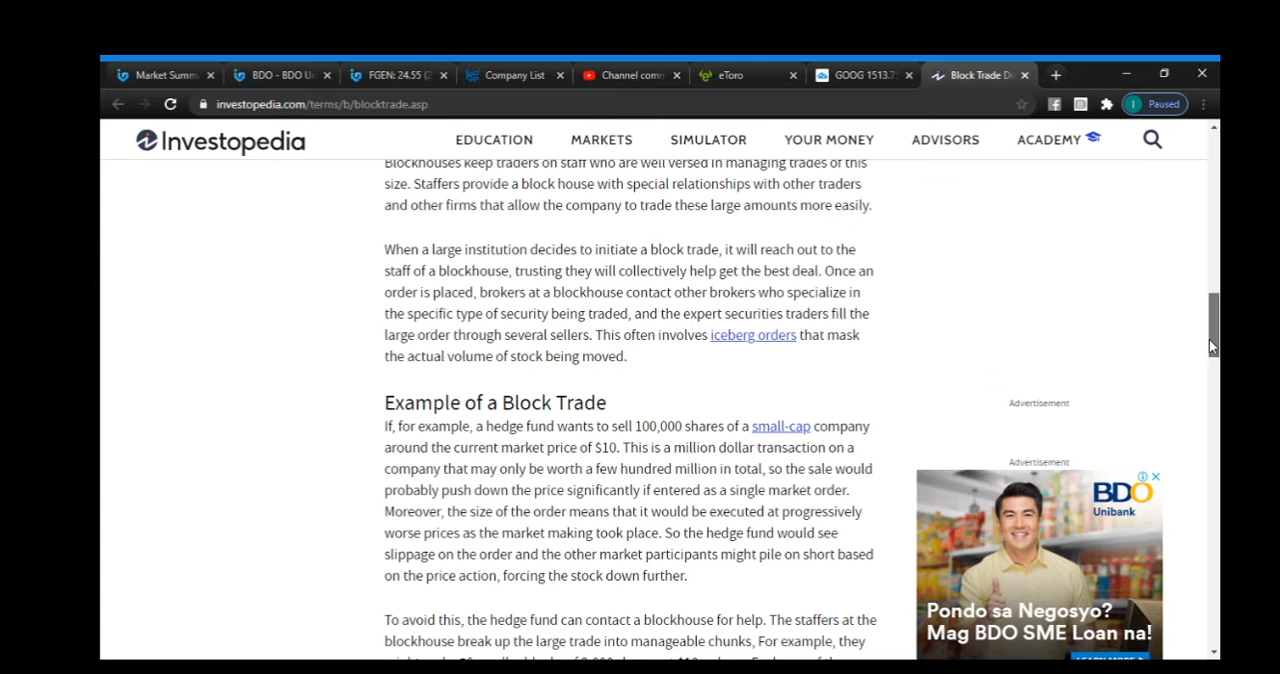 Market Summ
BDO - BDO U
FGEN: 24.55 (2
Company List
Channel com
eToro
GOOG 1513.7
Block Trade D
investopedia.com/terms/b/blocktrade.asp
Paused
Investopedia
EDUCATION
MARKETS
SIMULATOR
YOUR MONEY
ADVISORS
ACADEMY
Blockhouses keep traders on staff who are well versed in managing trades of this
size. Staffers provide a block house with special relationships with other traders
and other firms that allow the company to trade these large amounts more easily.
When a large institution decides to initiate a block trade, it will reach out to the
staff of a blockhouse, trusting they will collectively help get the best deal. Once an
order is placed, brokers at a blockhouse contact other brokers who specialize in
the specific type of security being traded, and the expert securities traders fill the
large order through several sellers. This often involves iceberg orders that mask
the actual volume of stock being moved.
Example of a Block Trade
If, for example, a hedge fund wants to sell 100,000 shares of a small-cap company
around the current market price of $10. This is a million dollar transaction on a
company that may only be worth a few hundred million in total, so the sale would
probably push down the price significantly if entered as a single market order.
Moreover, the size of the order means that it would be executed at progressively
worse prices as the market making took place. So the hedge fund would see
slippage on the order and the other market participants might pile on short based
on the price action, forcing the stock down further.
To avoid this, the hedge fund can contact a blockhouse for help. The staffers at the
blockhouse break up the large trade into manageable chunks, For example, they
Advertisement
Advertisement
BDO
Unibank
Pondo sa Negosyo?
Mag BDO SME Loan na!